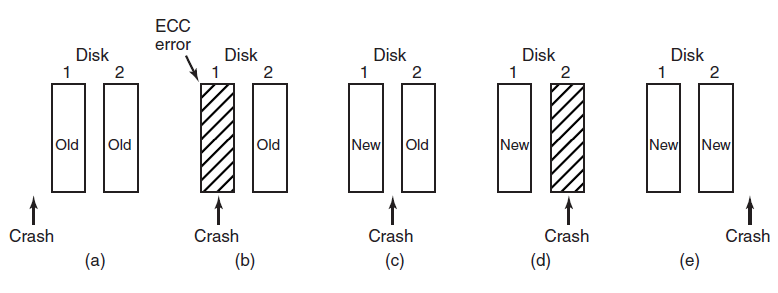 ECC
error
Disk
1 2
Old Old
Crash
(a)
Disk
1 2
Old
Crash
(b)
Disk
1 2
New Old
Crash
(c)
Disk
1 2
New
Crash
(d)
Disk
1 2
New New
Crash
(e)